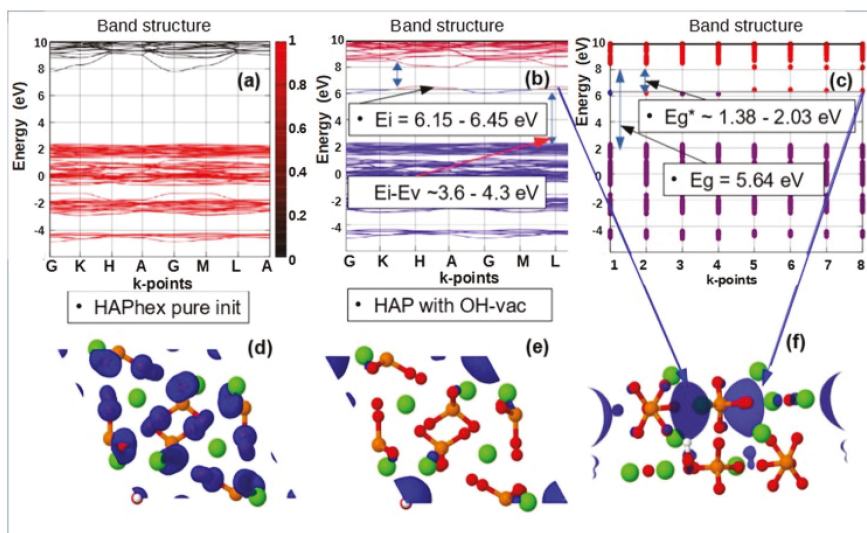 Band structure
Band structure
Band structure
Energy (eV)
10
8
6
4
2
0
-2
-4
(a)
1
0.8
0.6
0.4
0.2
0
G K H A G M L A
k-points
• HAPhex pure init
Energy (eV)
10
8
6
4
2
0
-2
-4
(b)
• Ei = 6.15 - 6.45 eV
Ei-Ev ~3.6 - 4.3 eV
G K H A G M L
k-points
• HAP with OH-vac
Energy (eV)
10
8
6
4
2
0
-2
-4
(c)
• Eg* ~ 1.38 - 2.03 eV
• Eg = 5.64 eV
1 2 3 4 5 6 7 8
k-points
(d)
(e)
(f)